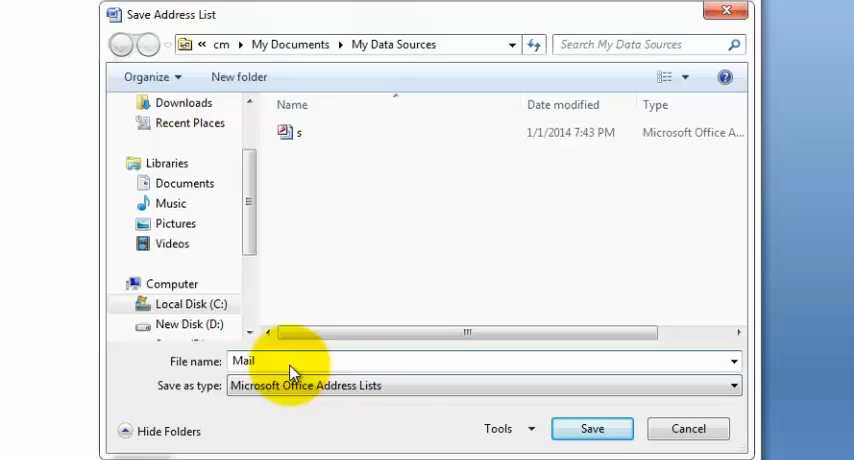 Save Address List
« cm ▸ My Documents ▸ My Data Sources
Search My Data Sources
Organize
New folder
Name
Date modified
Type
Downloads
Recent Places
s
1/1/2014 7:43 PM
Microsoft Office A...
Libraries
Documents
Music
Pictures
Videos
Computer
Local Disk (C:)
New Disk (D:)
File name: Mail
Save as type: Microsoft Office Address Lists
Hide Folders
Tools
Save
Cancel